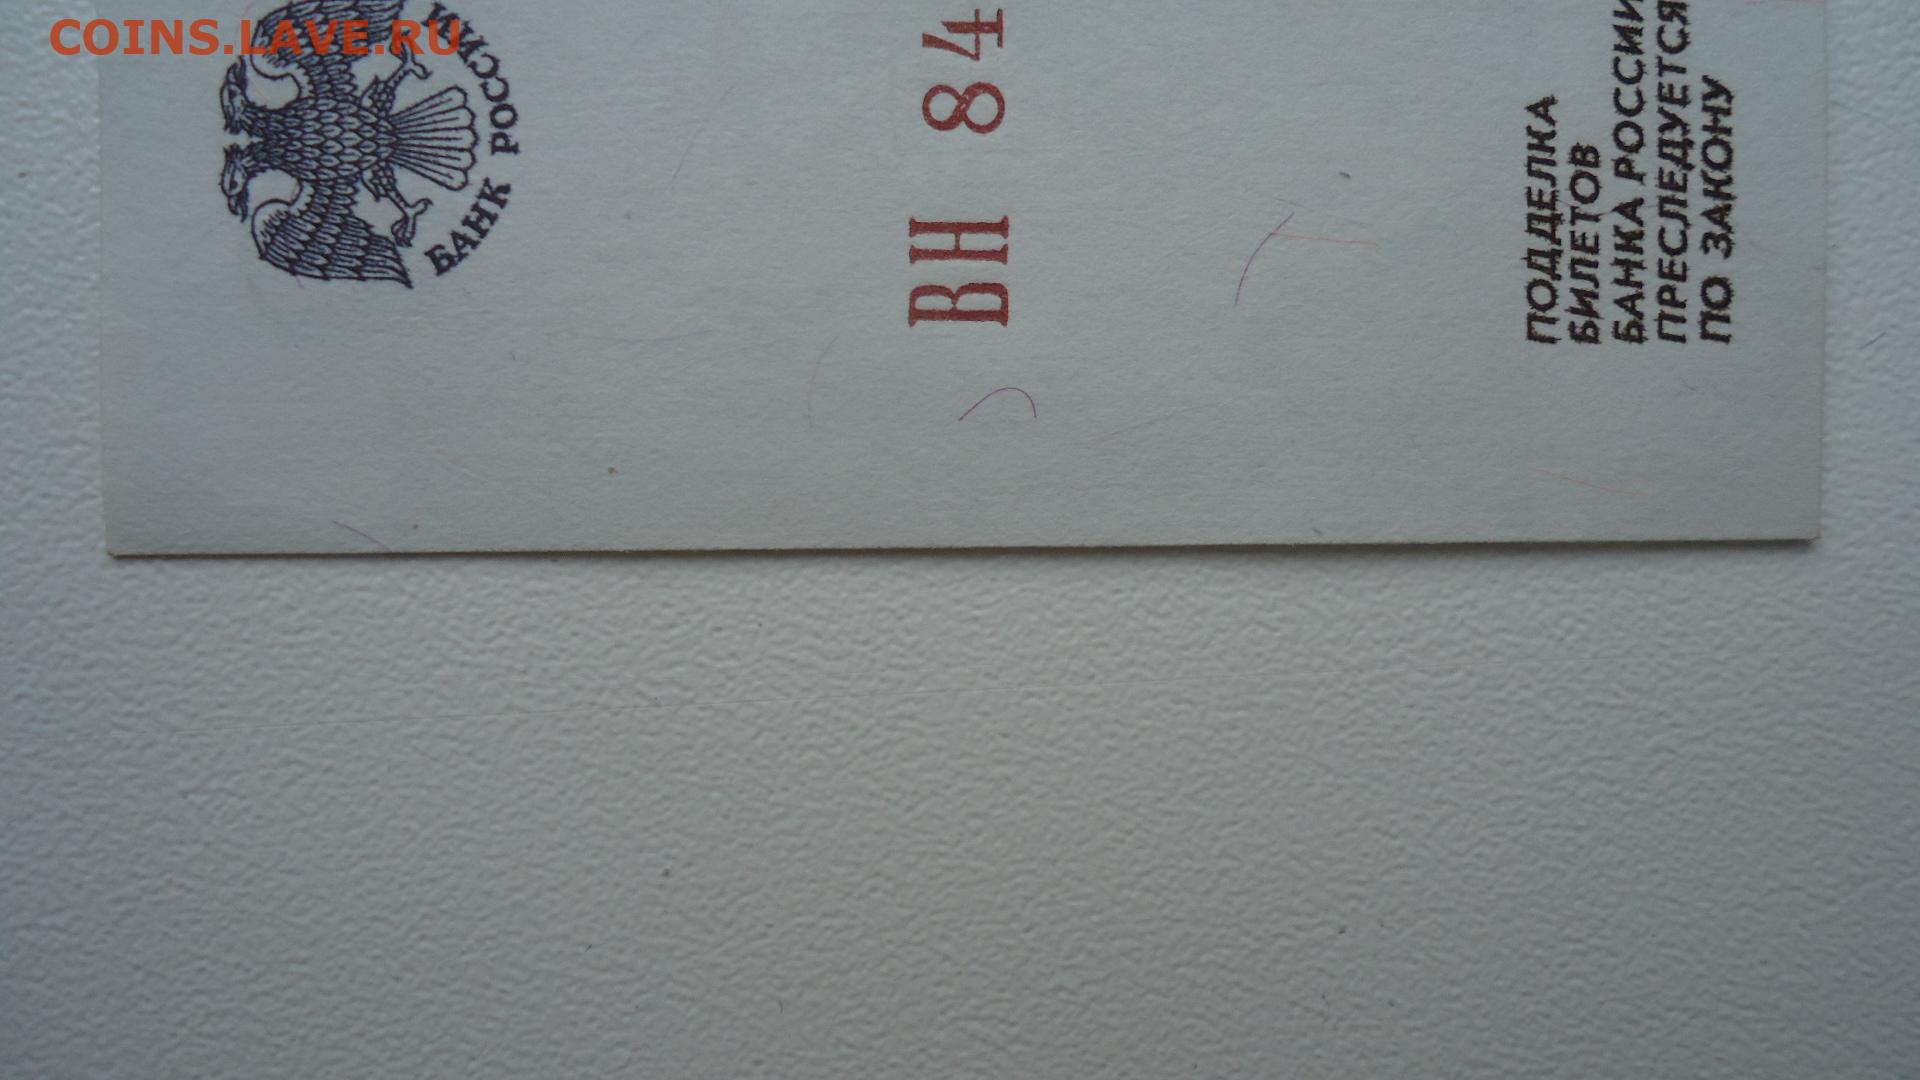 COINS.LAVE.RU
БАНК РОССИИ
ВН 84
ПОДДЕЛКА
БИЛЕТОВ
БАНКА РОССИИ
ПРЕСЛЕДУЕТСЯ
ПО ЗАКОНУ